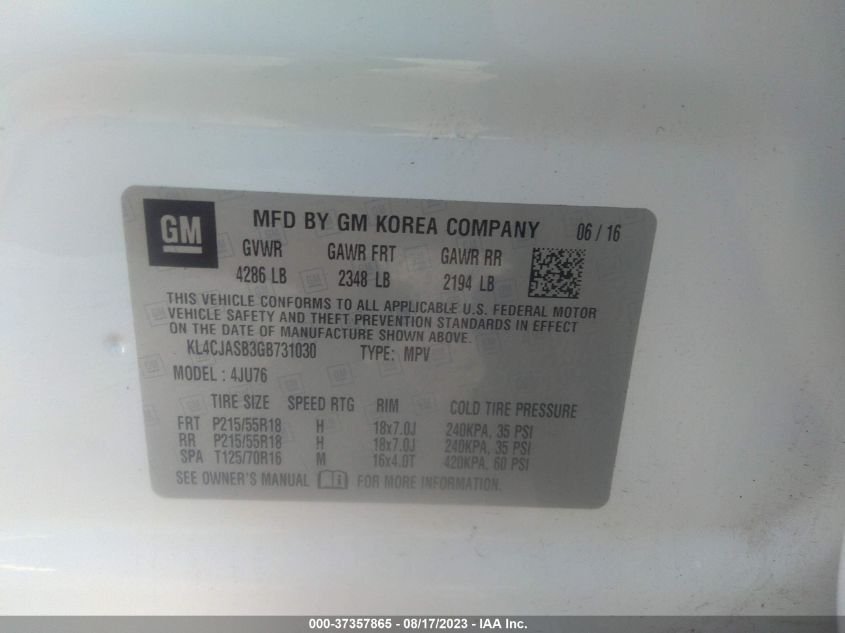 GM MFD BY GM KOREA COMPANY 06 / 16
GVWR GAWR FRT GAWR RR
4286 LB 2348 LB 2194 LB
THIS VEHICLE CONFORMS TO ALL APPLICABLE U.S. FEDERAL MOTOR
VEHICLE SAFETY AND THEFT PREVENTION STANDARDS IN EFFECT
ON THE DATE OF MANUFACTURE SHOWN ABOVE.
KL4CJASB3GB731030 TYPE: MPV
MODEL : 4JU76
TIRE SIZE SPEED RTG RIM COLD TIRE PRESSURE
FRT P215/55R18 H 18x7.0J 240KPA, 35 PSI
RR P215/55R18 H 18x7.0J 240KPA, 35 PSI
SPA T125/70R16 M 16x4.0T 420KPA, 60 PSI
SEE OWNER'S MANUAL FOR MORE INFORMATION.
000-37357865 - 08/17/2023 - IAA Inc.